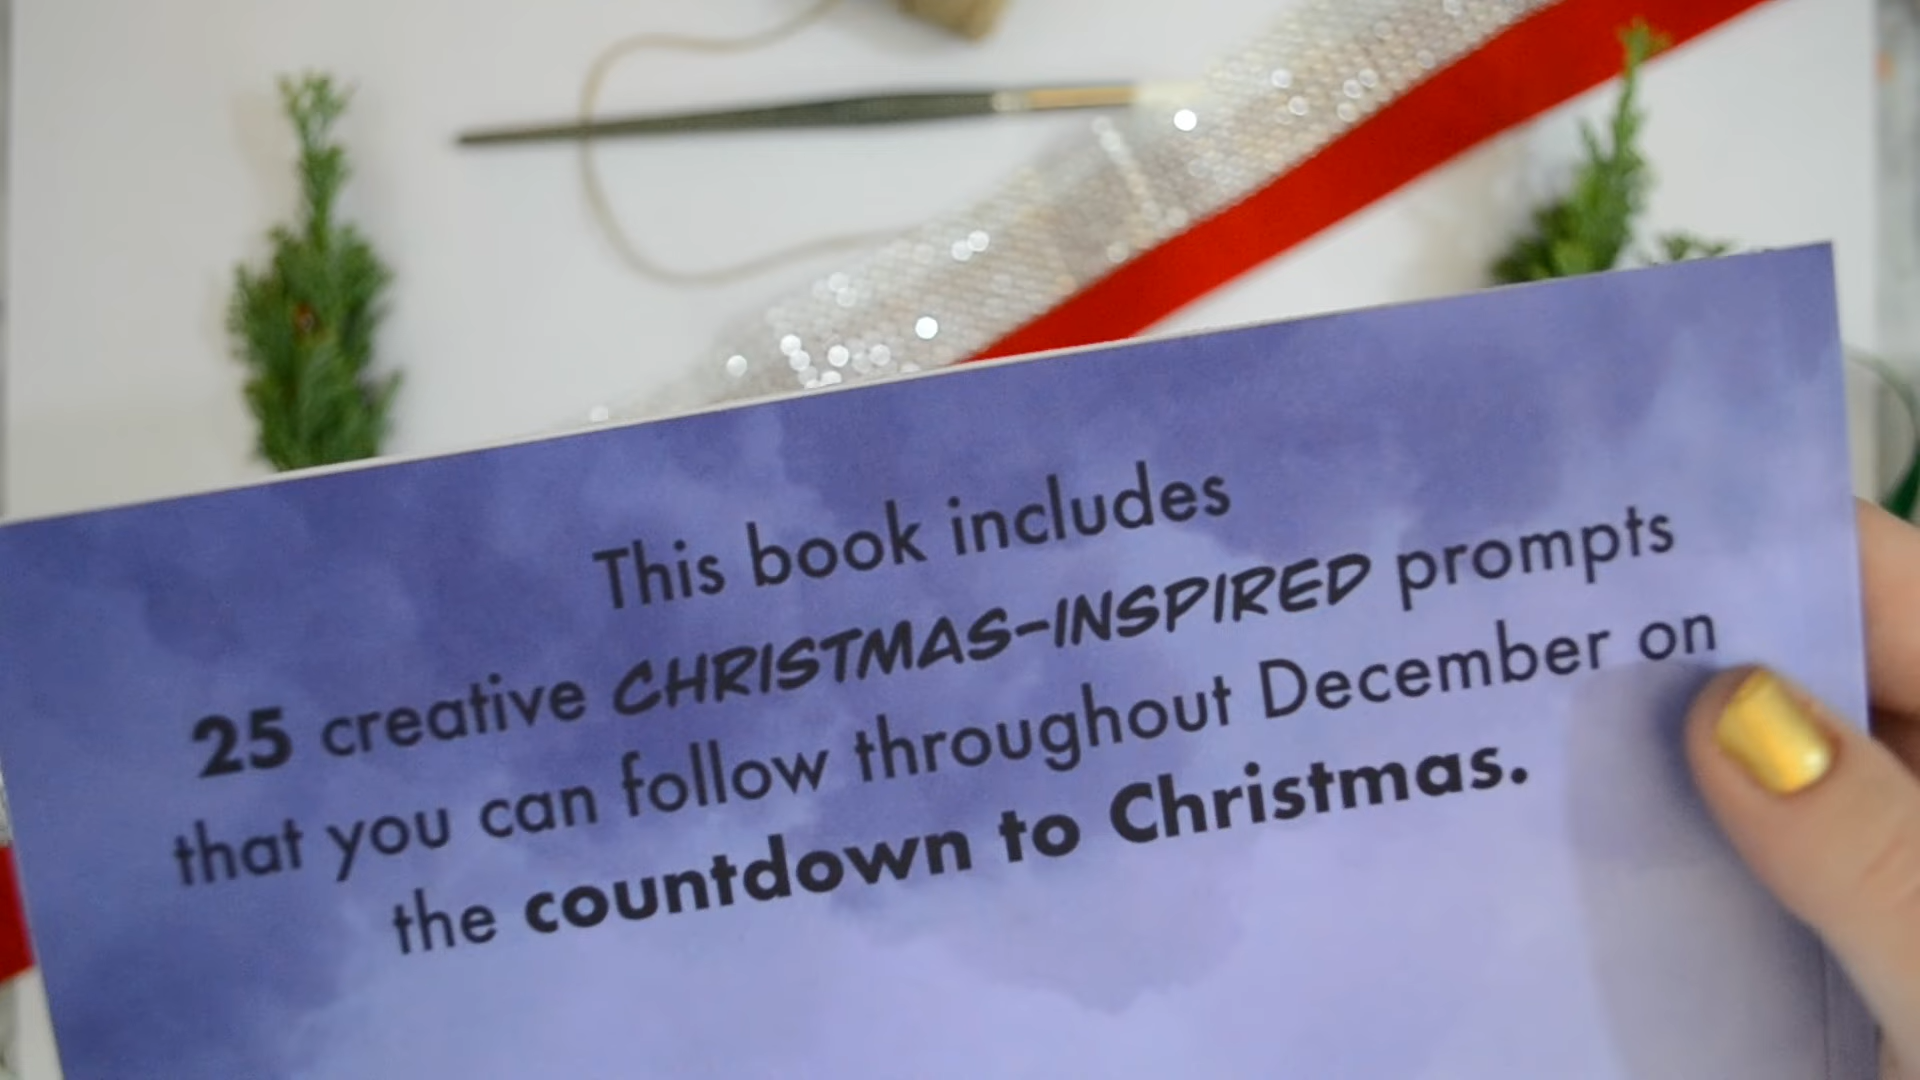 This book includes
25 creative CHRISTMAS-INSPIRED prompts
that you can follow throughout December on
the countdown to Christmas.